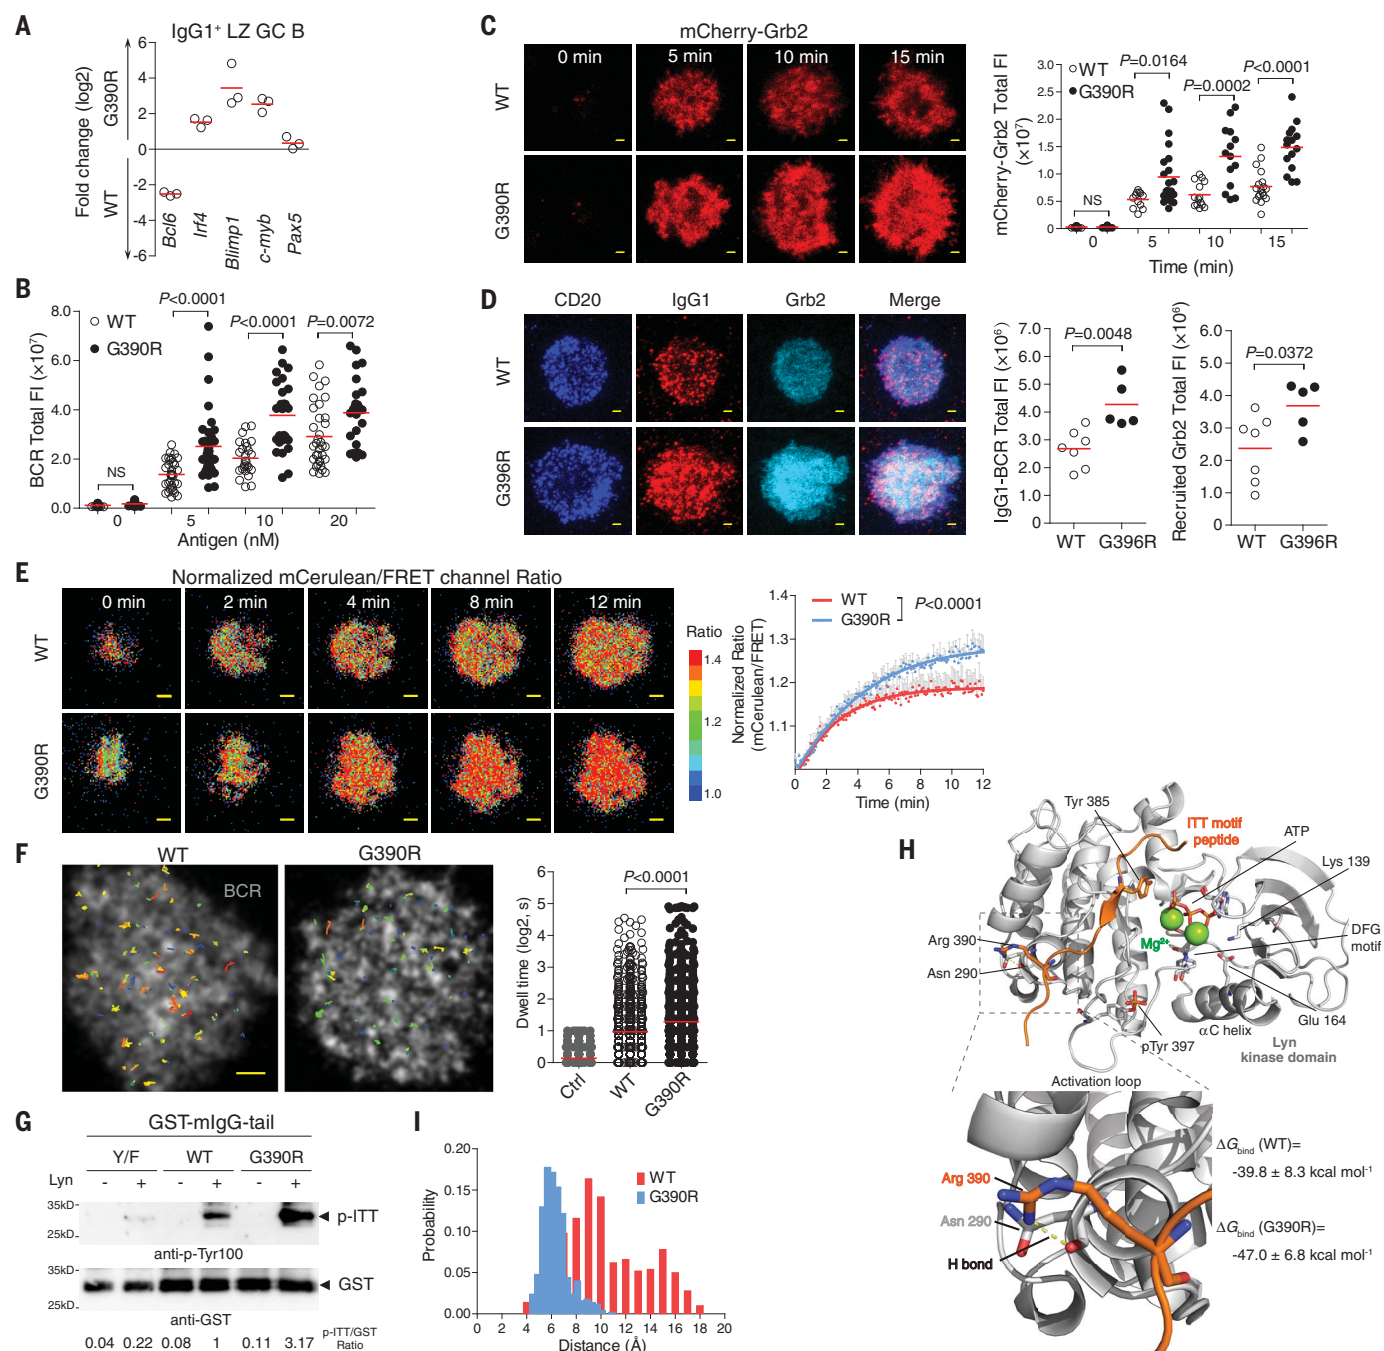 A
IgG1+ LZ GC B
Fold change (log2)
G390R
WT
6
4
2
0
-2
-4
-6
Bcl6
Irf4
Blimp1
c-myb
Pax5
B
BCR Total FI (×10⁷)
8.0
6.0
4.0
2.0
0.0
WT
G390R
NS
P<0.0001
P<0.0001
P=0.0072
0
5
10
20
Antigen (nM)
C
mCherry-Grb2
0 min
5 min
10 min
15 min
WT
G390R
mCherry-Grb2 Total FI
(×10⁷)
3.0
2.5
2.0
1.5
1.0
0.5
0
WT
G390R
NS
P=0.0164
P=0.0002
P<0.0001
0
5
10
15
Time (min)
D
CD20
IgG1
Grb2
Merge
WT
G396R
IgG1-BCR Total FI (×10⁶)
7.0
6.0
5.0
4.0
3.0
2.0
1.0
0
P=0.0048
WT
G396R
Recruited Grb2 Total FI (×10⁶)
6.0
5.0
4.0
3.0
2.0
1.0
0
P=0.0372
WT
G396R
E
Normalized mCerulean/FRET channel Ratio
0 min
2 min
4 min
8 min
12 min
WT
G390R
Ratio
1.4
1.2
1.0
Normalized Ratio
(mCerulean/FRET)
1.4
1.3
1.2
1.1
WT
G390R
P<0.0001
0
2
4
6
8
10
12
Time (min)
F
WT
G390R
BCR
Dwell time (log2, s)
6
5
4
3
2
1
0
P<0.0001
Ctrl
WT
G390R
G
GST-mIgG-tail
Y/F
WT
G390R
Lyn
-
+
-
+
-
+
35kD
25kD
p-ITT
anti-p-Tyr100
35kD
25kD
GST
anti-GST
0.04
0.22
0.08
1
0.11
3.17
p-ITT/GST
Ratio
I
Probability
0.20
0.15
0.10
0.05
0.00
WT
G390R
0
2
4
6
8
10
12
14
16
18
20
Distance (Å)
H
Tyr 385
ITT motif
peptide
ATP
Lys 139
Arg 390
Asn 290
Mg²⁺
DFG
motif
Glu 164
αC helix
Lyn
kinase domain
pTyr 397
Activation loop
Arg 390
Asn 290
H bond
ΔGbind (WT)=
-39.8 ± 8.3 kcal mol⁻¹
ΔGbind (G390R)=
-47.0 ± 6.8 kcal mol⁻¹